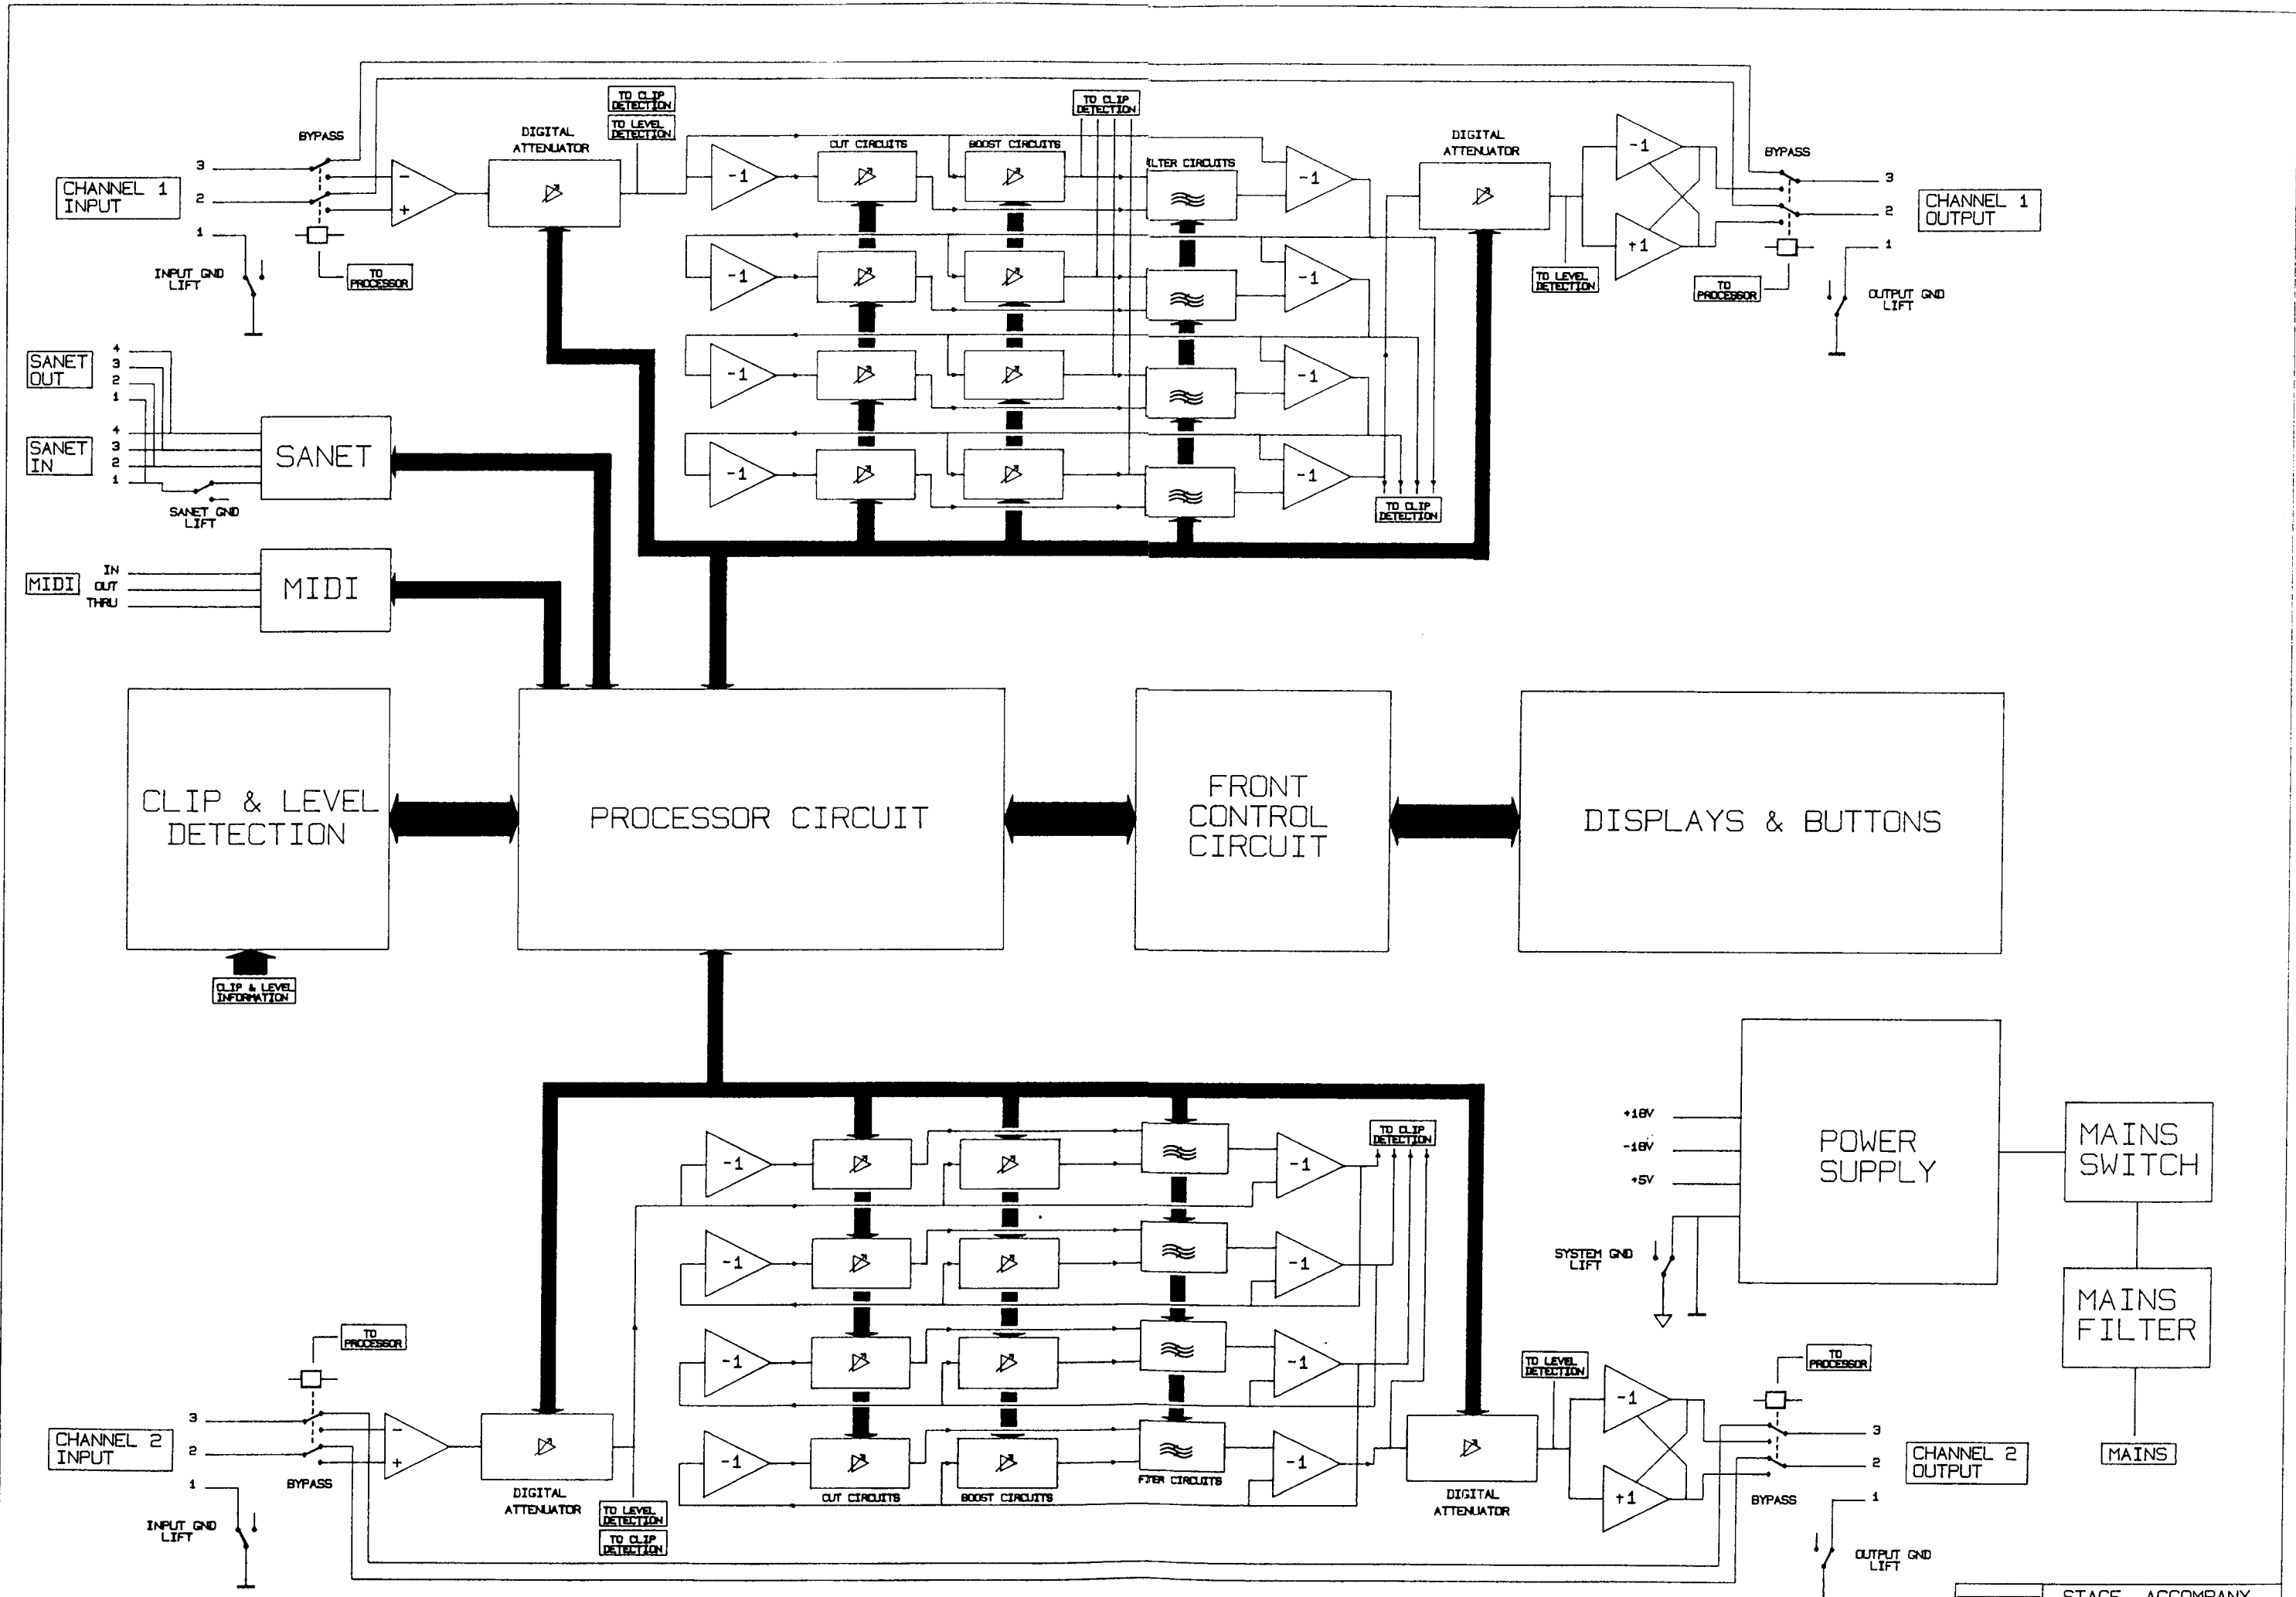 TO CLIP
DETECTION
TO LEVEL
DETECTION
TO CLIP
DETECTION
BYPASS
DIGITAL
ATTENUATOR
CUT CIRCUITS
BOOST CIRCUITS
ILTER CIRCUITS
DIGITAL
ATTENUATOR
BYPASS
CHANNEL 1
INPUT
3
2
1
-
+
-1
-1
-1
+1
3
2
1
CHANNEL 1
OUTPUT
INPUT GND
LIFT
TO
PROCESSOR
-1
-1
TO LEVEL
DETECTION
TO
PROCESSOR
OUTPUT GND
LIFT
SANET
OUT
4
3
2
1
-1
-1
SANET
IN
4
3
2
1
SANET
SANET GND
LIFT
-1
-1
TO CLIP
DETECTION
MIDI
IN
OUT
THRU
MIDI
CLIP & LEVEL
DETECTION
PROCESSOR CIRCUIT
FRONT
CONTROL
CIRCUIT
DISPLAYS & BUTTONS
CLIP & LEVEL
INFORMATION
+18V
-18V
+5V
POWER
SUPPLY
MAINS
SWITCH
SYSTEM GND
LIFT
MAINS
FILTER
MAINS
TO CLIP
DETECTION
-1
-1
-1
-1
-1
-1
-1
-1
TO
PROCESSOR
CHANNEL 2
INPUT
3
2
1
BYPASS
-
+
DIGITAL
ATTENUATOR
INPUT GND
LIFT
TO LEVEL
DETECTION
TO CLIP
DETECTION
CUT CIRCUITS
BOOST CIRCUITS
FJTER CIRCUITS
DIGITAL
ATTENUATOR
TO LEVEL
DETECTION
-1
+1
TO
PROCESSOR
BYPASS
3
2
1
CHANNEL 2
OUTPUT
OUTPUT GND
LIFT
STAGE ACCOMPANY